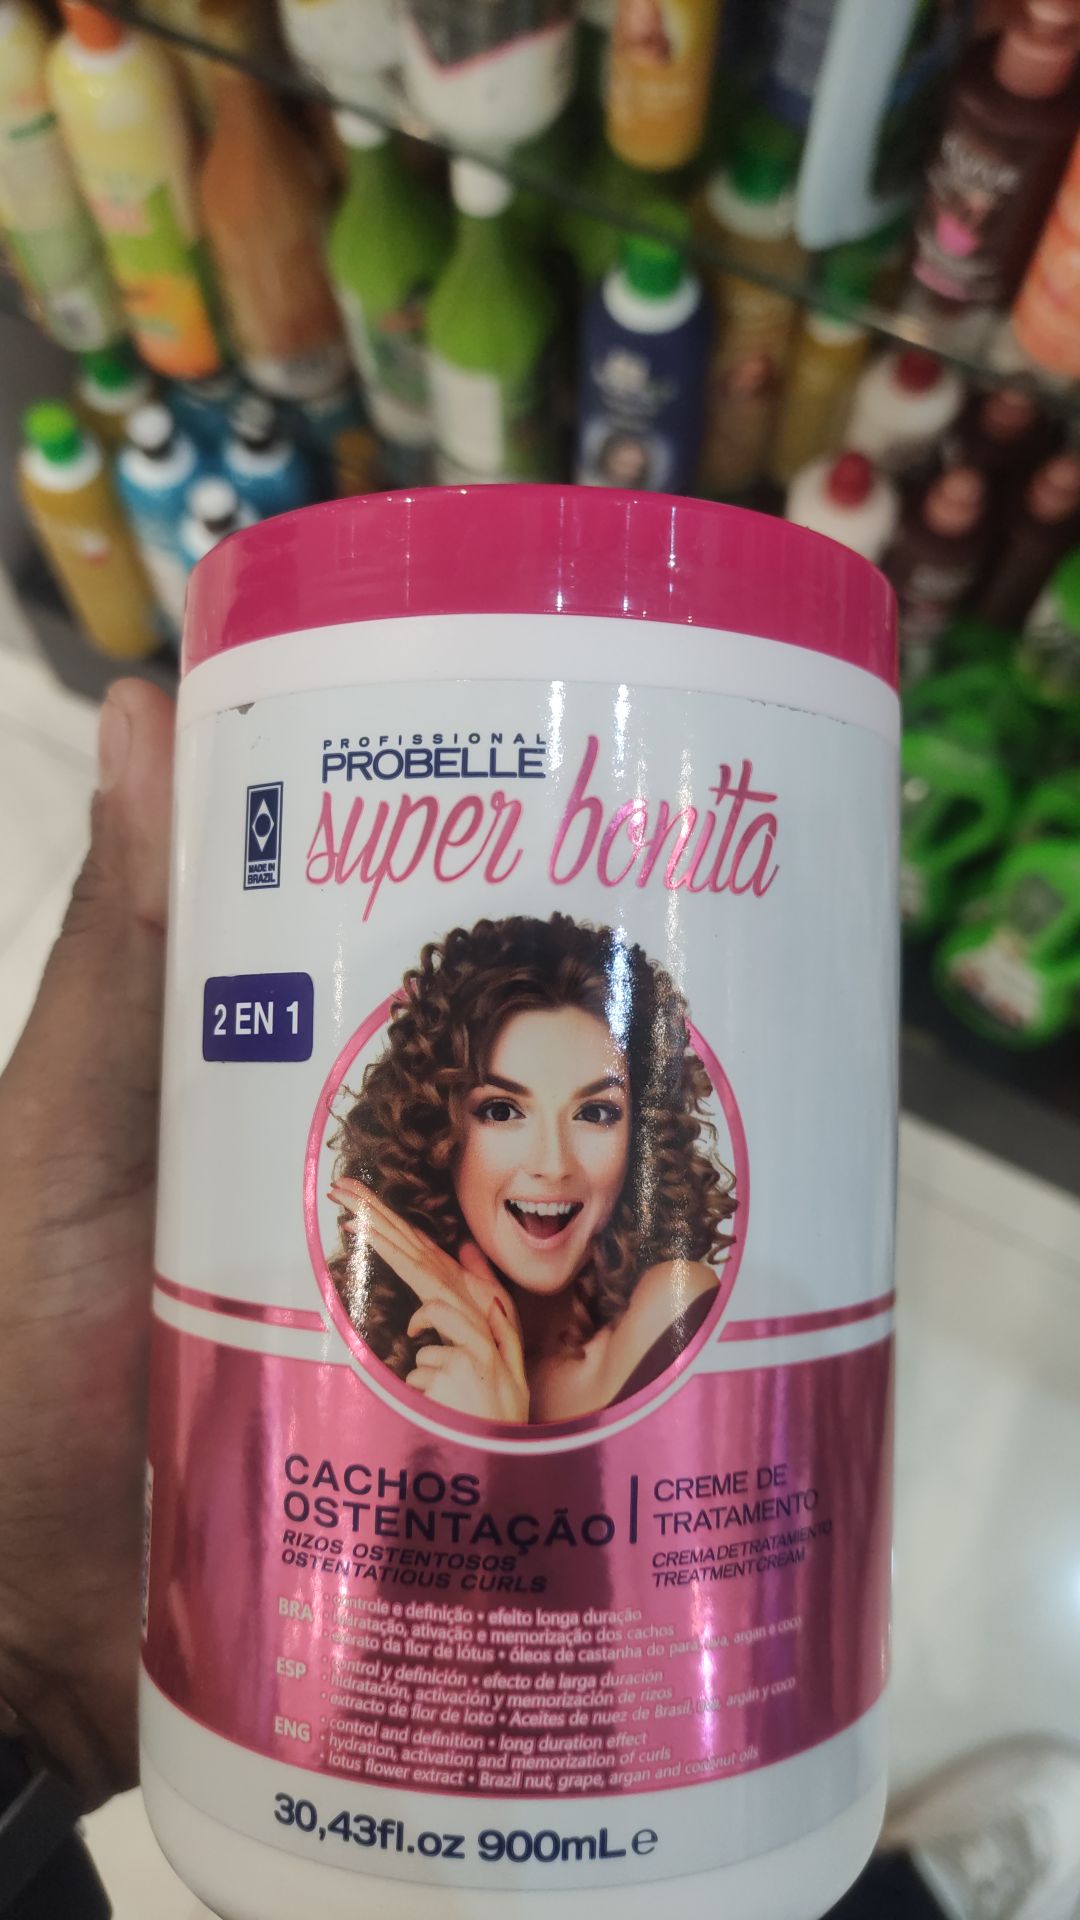 PROFISSIONAL
PROBELLE
super bonita
MADE IN
BRAZIL
2 EN 1
CACHOS
OSTENTAÇÃO
RIZOS OSTENTOSOS
OSTENTATIOUS CURLS
CREME DE
TRATAMENTO
CREMA DE TRATAMIENTO
TREATMENT CREAM
BRA
• controle e definição • efeito longa duração
• hidratação, ativação e memorização dos cachos
• extrato da flor de lótus • óleos de castanha do pará, uva, argan e coco
ESP
• control y definición • efecto de larga duración
• hidratación, activación y memorización de rizos
• extracto de flor de loto • Aceites de nuez de Brasil, argán y coco
ENG
• control and definition • long duration effect
• hydration, activation and memorization of curls
• lotus flower extract • Brazil nut, grape, argan and coconut oils
30,43fl.oz 900mL ℮